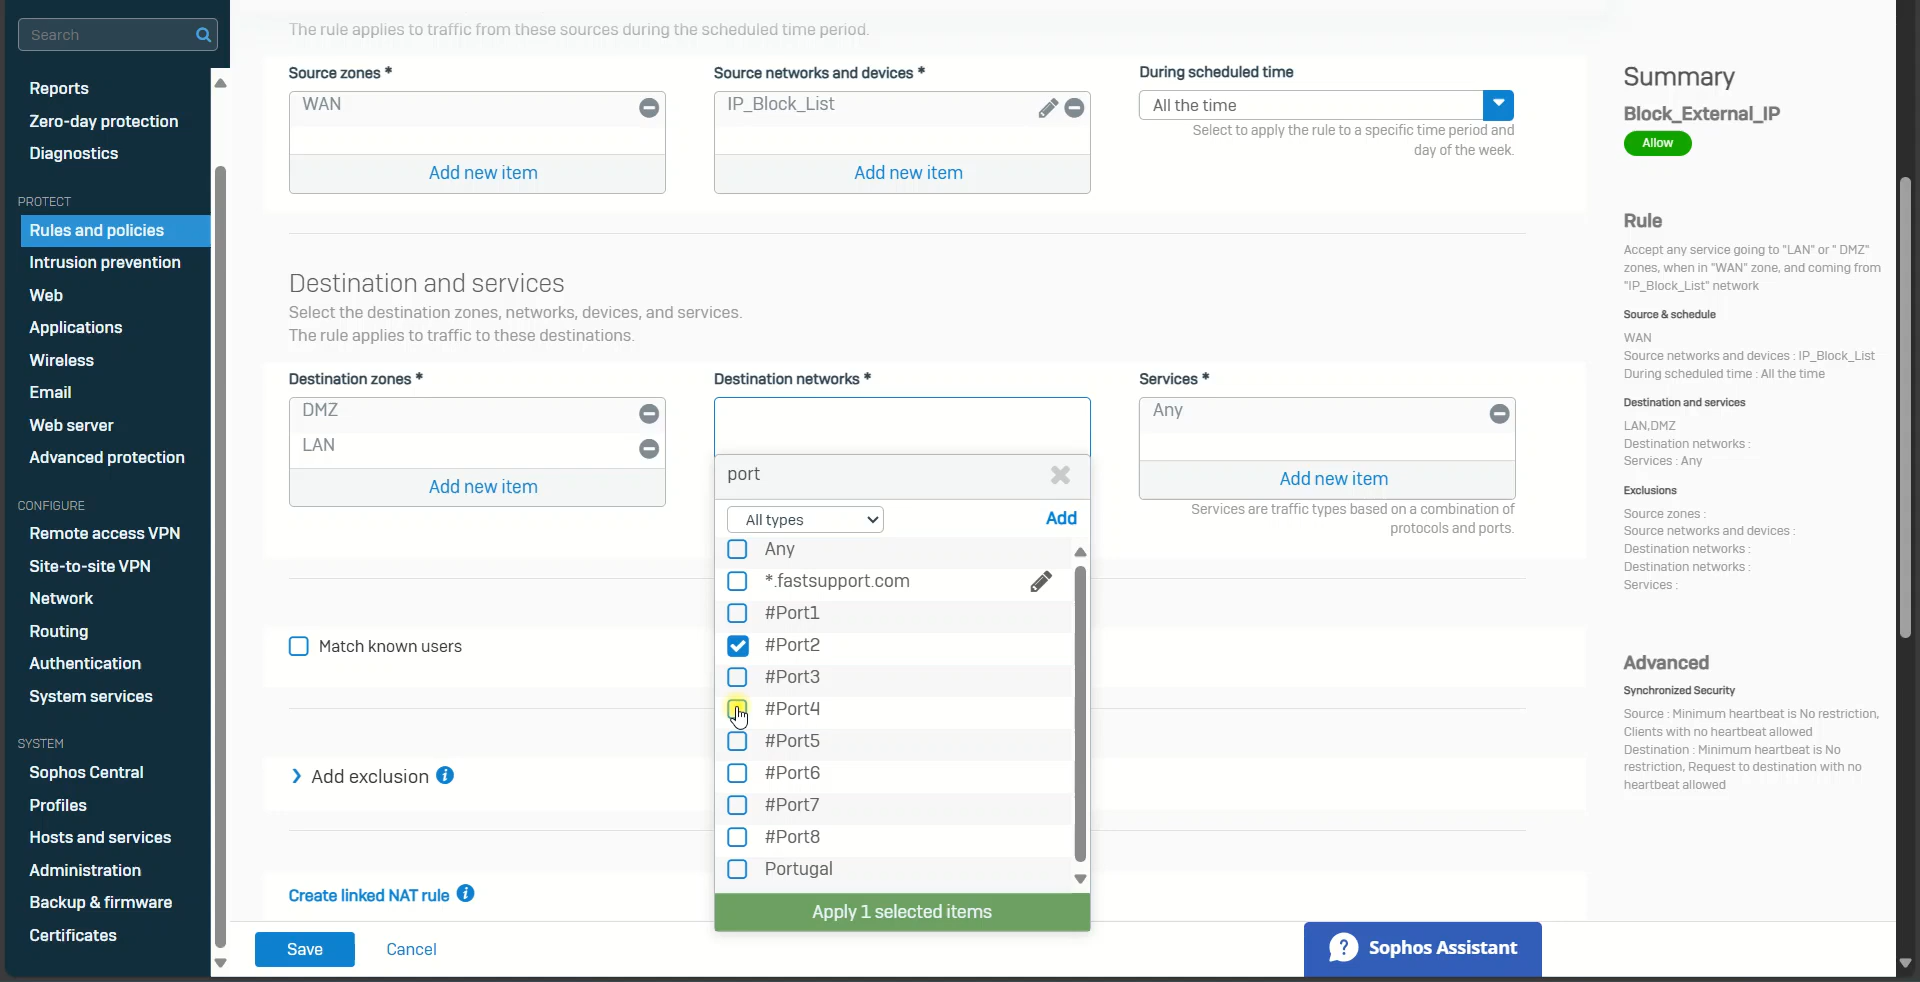 Search
Reports
Zero-day protection
Diagnostics
PROTECT
Rules and policies
Intrusion prevention
Web
Applications
Wireless
Email
Web server
Advanced protection
CONFIGURE
Remote access VPN
Site-to-site VPN
Network
Routing
Authentication
System services
SYSTEM
Sophos Central
Profiles
Hosts and services
Administration
Backup & firmware
Certificates
The rule applies to traffic from these sources during the scheduled time period.
Source zones *
WAN
Add new item
Source networks and devices *
IP_Block_List
Add new item
During scheduled time
All the time
Select to apply the rule to a specific time period and
day of the week.
Destination and services
Select the destination zones, networks, devices, and services.
The rule applies to traffic to these destinations.
Destination zones *
DMZ
LAN
Add new item
Destination networks *
port
All types
Add
Any
*.fastsupport.com
#Port1
#Port2
#Port3
#Port4
#Port5
#Port6
#Port7
#Port8
Portugal
Apply 1 selected items
Services *
Any
Add new item
Services are traffic types based on a combination of
protocols and ports.
Match known users
Add exclusion
Create linked NAT rule
Save
Cancel
Sophos Assistant
Summary
Block_External_IP
Allow
Rule
Accept any service going to "LAN" or " DMZ"
zones, when in "WAN" zone, and coming from
"IP_Block_List" network
Source & schedule
WAN
Source networks and devices : IP_Block_List
During scheduled time : All the time
Destination and services
LAN,DMZ
Destination networks :
Services : Any
Exclusions
Source zones :
Source networks and devices :
Destination networks :
Destination networks :
Services :
Advanced
Synchronized Security
Source : Minimum heartbeat is No restriction,
Clients with no heartbeat allowed
Destination : Minimum heartbeat is No
restriction, Request to destination with no
heartbeat allowed